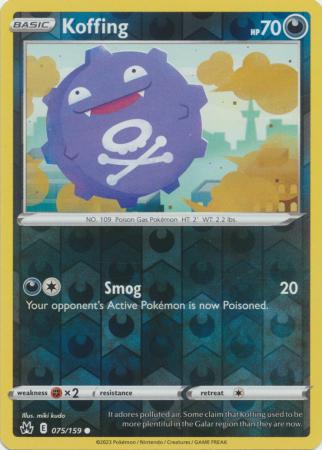 BASIC Koffing HP 70
NO. 109 Poison Gas Pokémon HT: 2' WT: 2.2 lbs.
Smog 20
Your opponent's Active Pokémon is now Poisoned.
weakness ×2 resistance retreat
Illus. miki kudo
E 075/159
It adores polluted air. Some claim that Koffing used to be
more plentiful in the Galar region than they are now.
©2023 Pokémon / Nintendo / Creatures / GAME FREAK